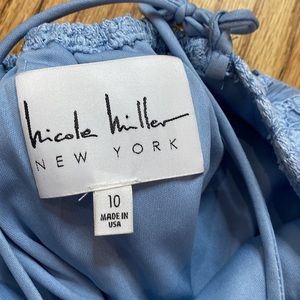 nicole miller
NEW YORK
10
MADE IN
USA